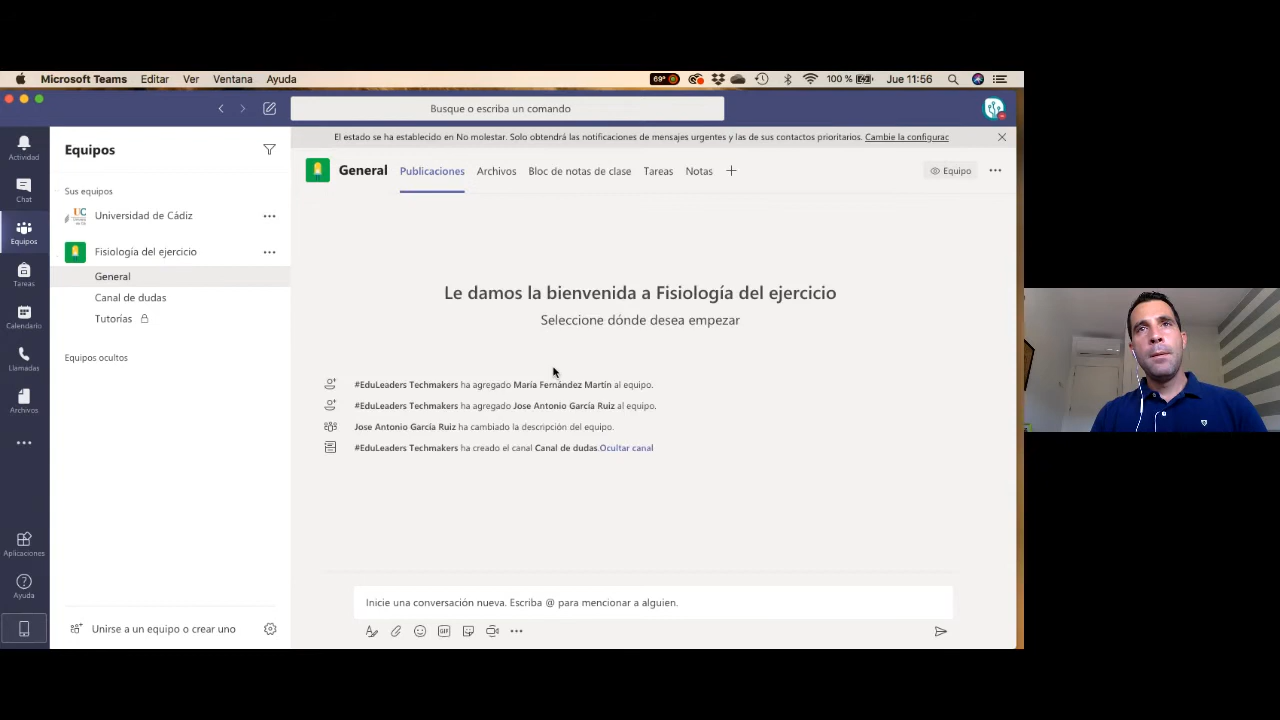 Microsoft Teams Editar Ver Ventana Ayuda 69° 100 % Jue 11:56
Busque o escriba un comando
El estado se ha establecido en No molestar. Solo obtendrá las notificaciones de mensajes urgentes y las de sus contactos prioritarios. Cambie la configurac
Actividad
Chat
Equipos
Tareas
Calendario
Llamadas
Archivos
Aplicaciones
Ayuda
Equipos
Sus equipos
Universidad de Cádiz
Fisiología del ejercicio
General
Canal de dudas
Tutorías
Equipos ocultos
Unirse a un equipo o crear uno
General Publicaciones Archivos Bloc de notas de clase Tareas Notas Equipo
Le damos la bienvenida a Fisiología del ejercicio
Seleccione dónde desea empezar
#EduLeaders Techmakers ha agregado María Fernández Martín al equipo.
#EduLeaders Techmakers ha agregado Jose Antonio García Ruiz al equipo.
Jose Antonio García Ruiz ha cambiado la descripción del equipo.
#EduLeaders Techmakers ha creado el canal Canal de dudas.Ocultar canal
Inicie una conversación nueva. Escriba @ para mencionar a alguien.
GIF